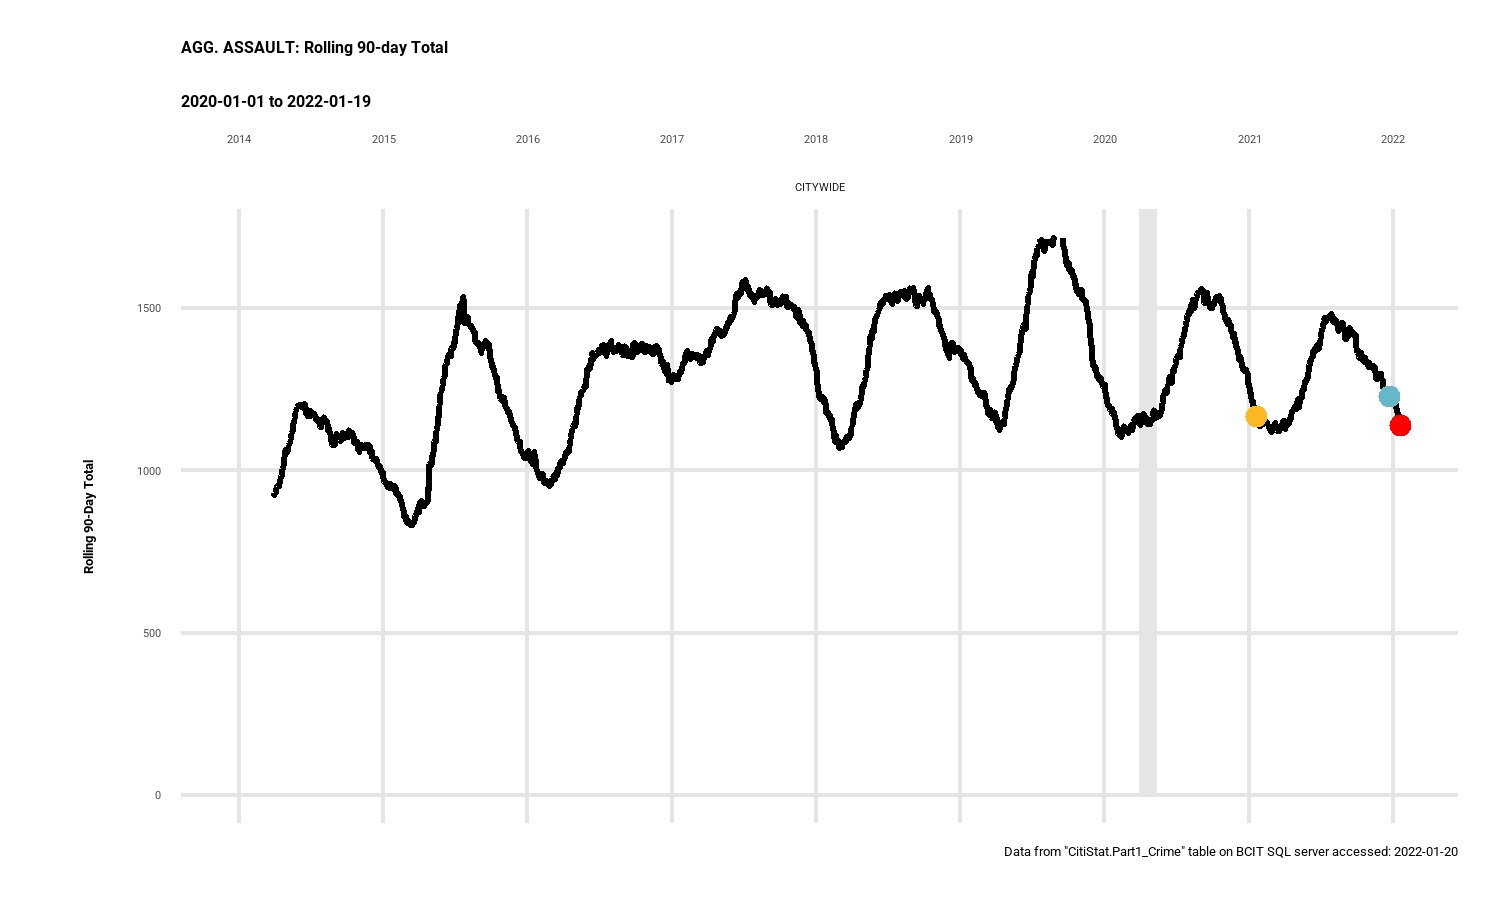 AGG. ASSAULT: Rolling 90-day Total
2020-01-01 to 2022-01-19
2014 2015 2016 2017 2018 2019 2020 2021 2022
CITYWIDE
1500
1000
Rolling 90-Day Total
500
0
Data from "CitiStat.Part1_Crime" table on BCIT SQL server accessed: 2022-01-20